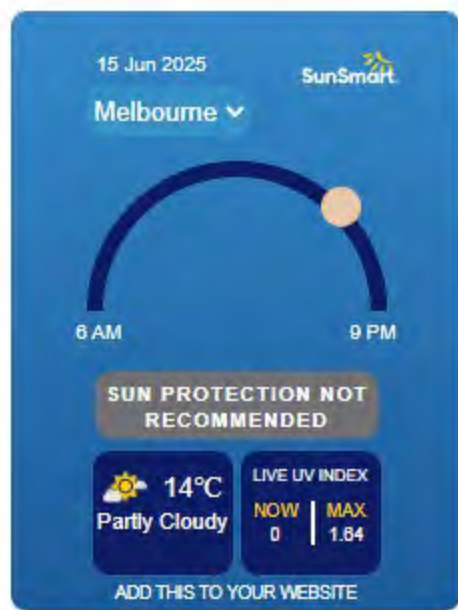 15 Jun 2025
SunSmart
Melbourne
6 AM
9 PM
SUN PROTECTION NOT
RECOMMENDED
14°C
Partly Cloudy
LIVE UV INDEX
NOW
MAX
0
1.64
ADD THIS TO YOUR WEBSITE